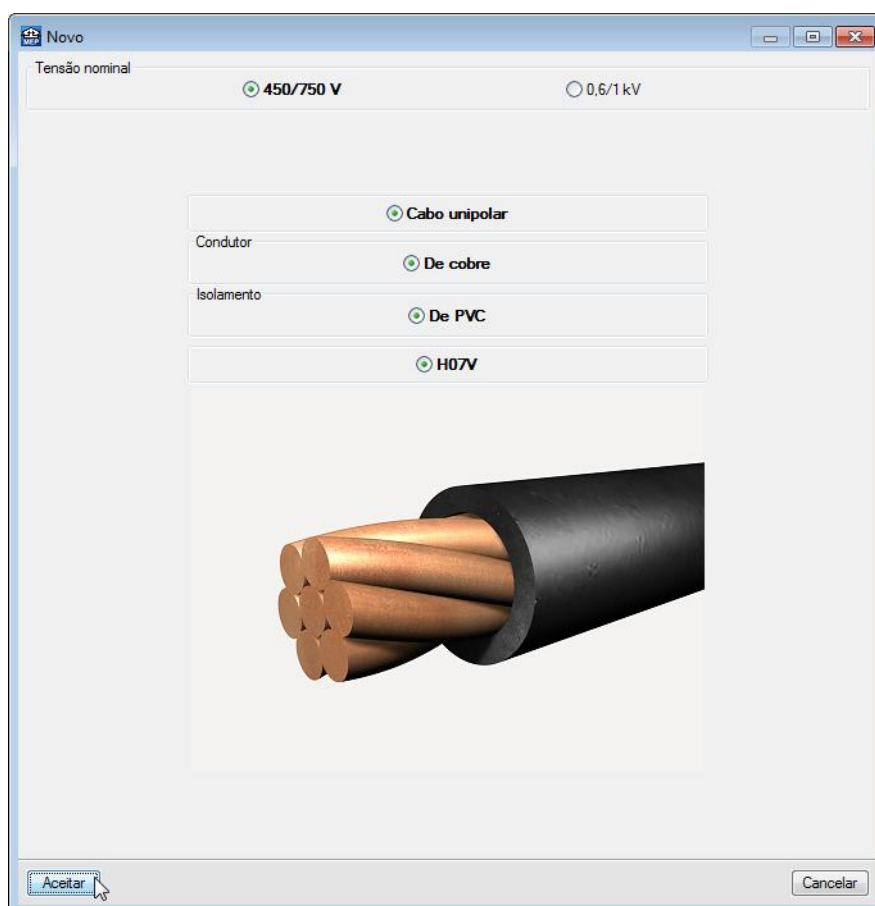 MEP Novo
Tensão nominal
450/750 V 0,6/1 kV
Cabo unipolar
Condutor
De cobre
Isolamento
De PVC
H07V
Aceitar Cancelar